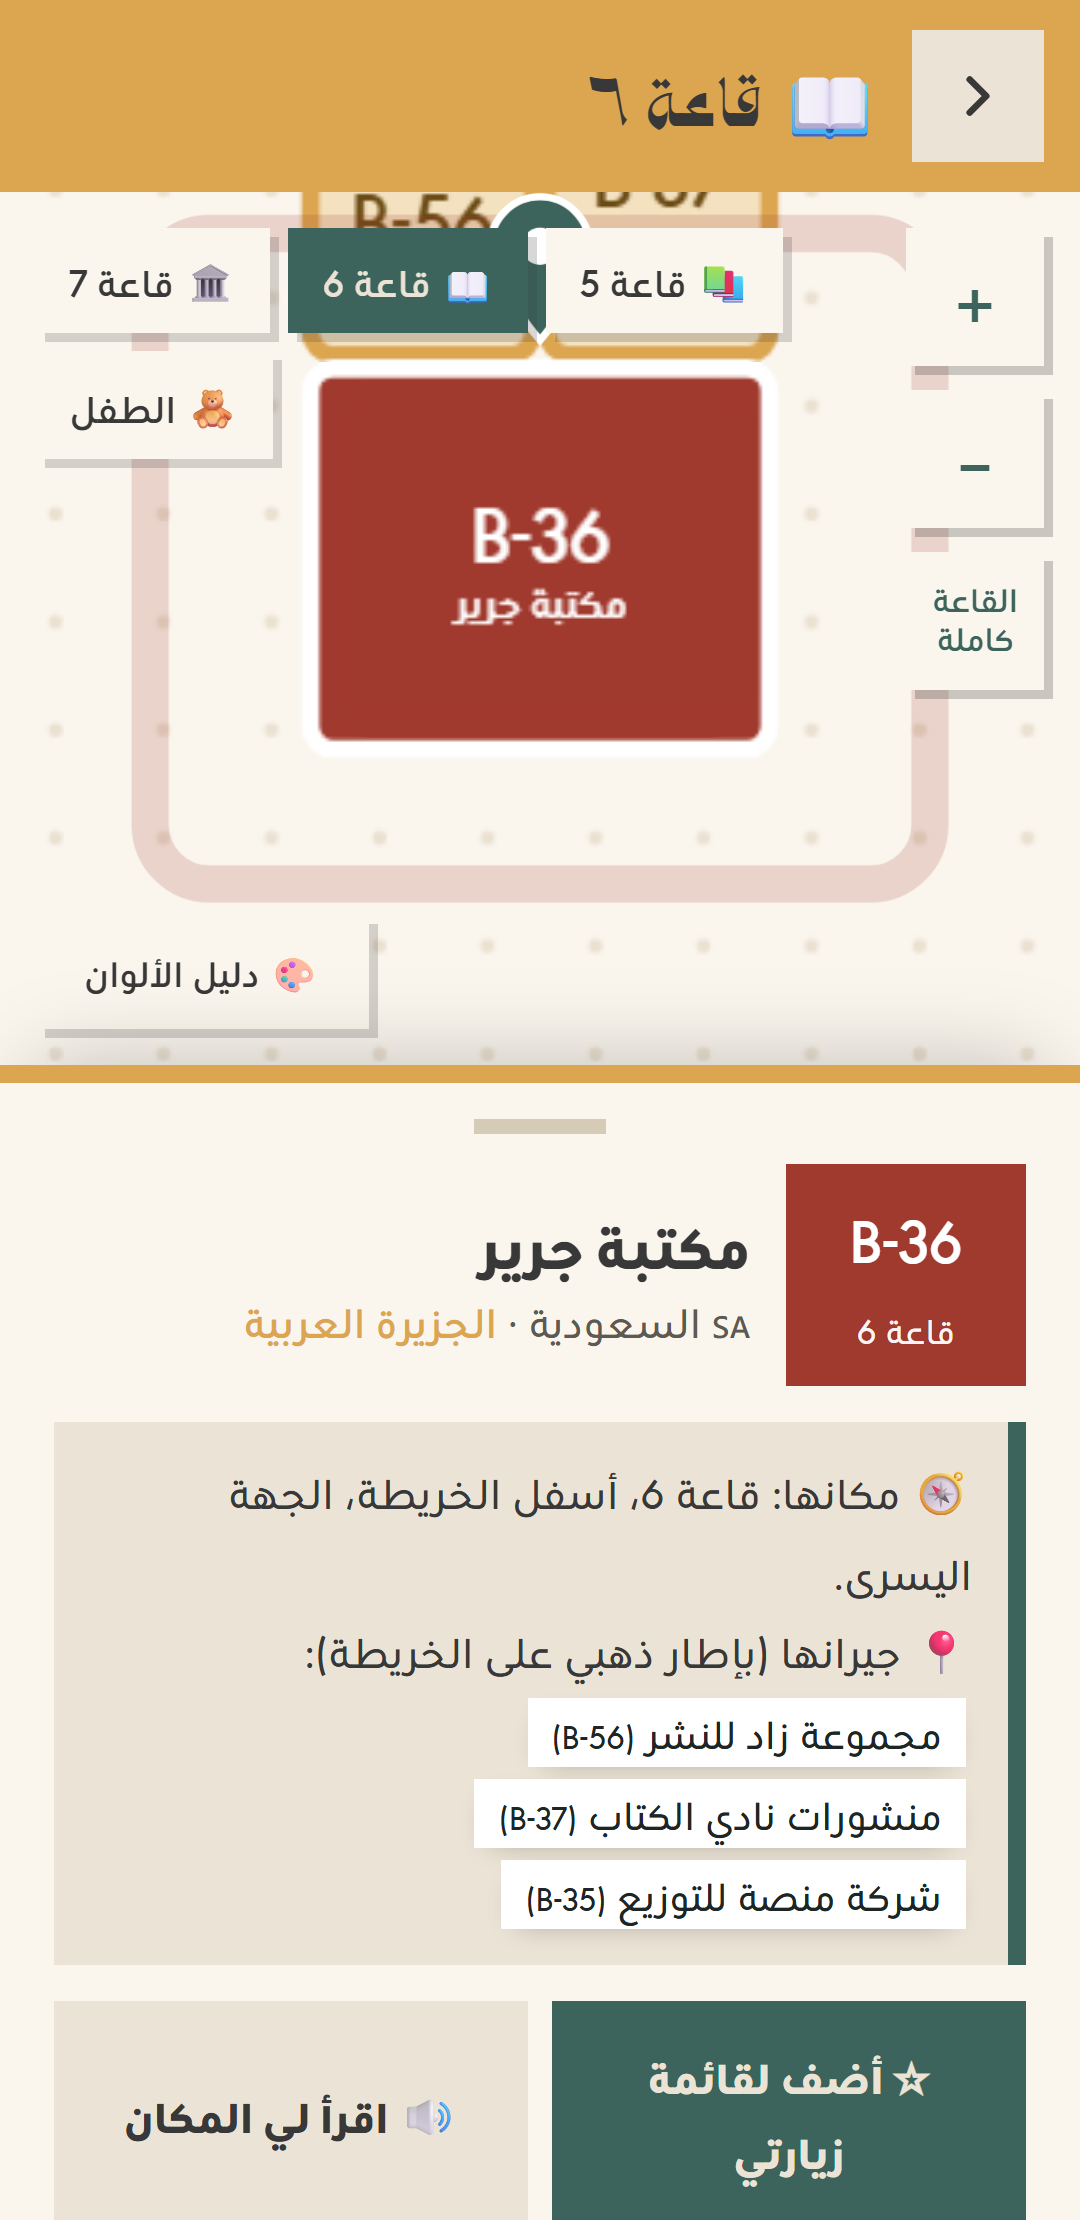 📖 قاعة ٦
B-56
📚 قاعة 5
📖 قاعة 6
🏛️ قاعة 7
🧸 الطفل
+
−
القاعة
كاملة
B-36
مكتبة جرير
🎨 دليل الألوان
B-36
قاعة 6
مكتبة جرير
SA السعودية · الجزيرة العربية
🧭 مكانها: قاعة 6، أسفل الخريطة، الجهة
اليسرى.
📍 جيرانها (بإطار ذهبي على الخريطة):
مجموعة زاد للنشر (B-56)
منشورات نادي الكتاب (B-37)
شركة منصة للتوزيع (B-35)
☆ أضف لقائمة
زيارتي
🔊 اقرأ لي المكان